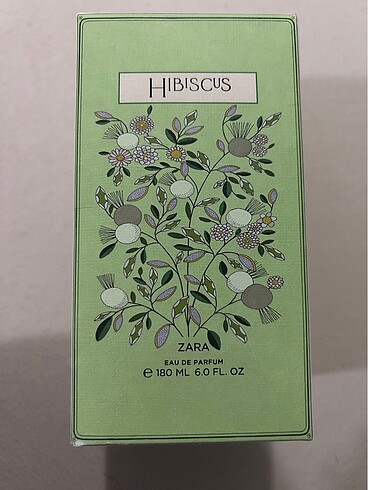 HIBISCUS
ZARA
EAU DE PARFUM
℮ 180 ML 6.0 FL. OZ